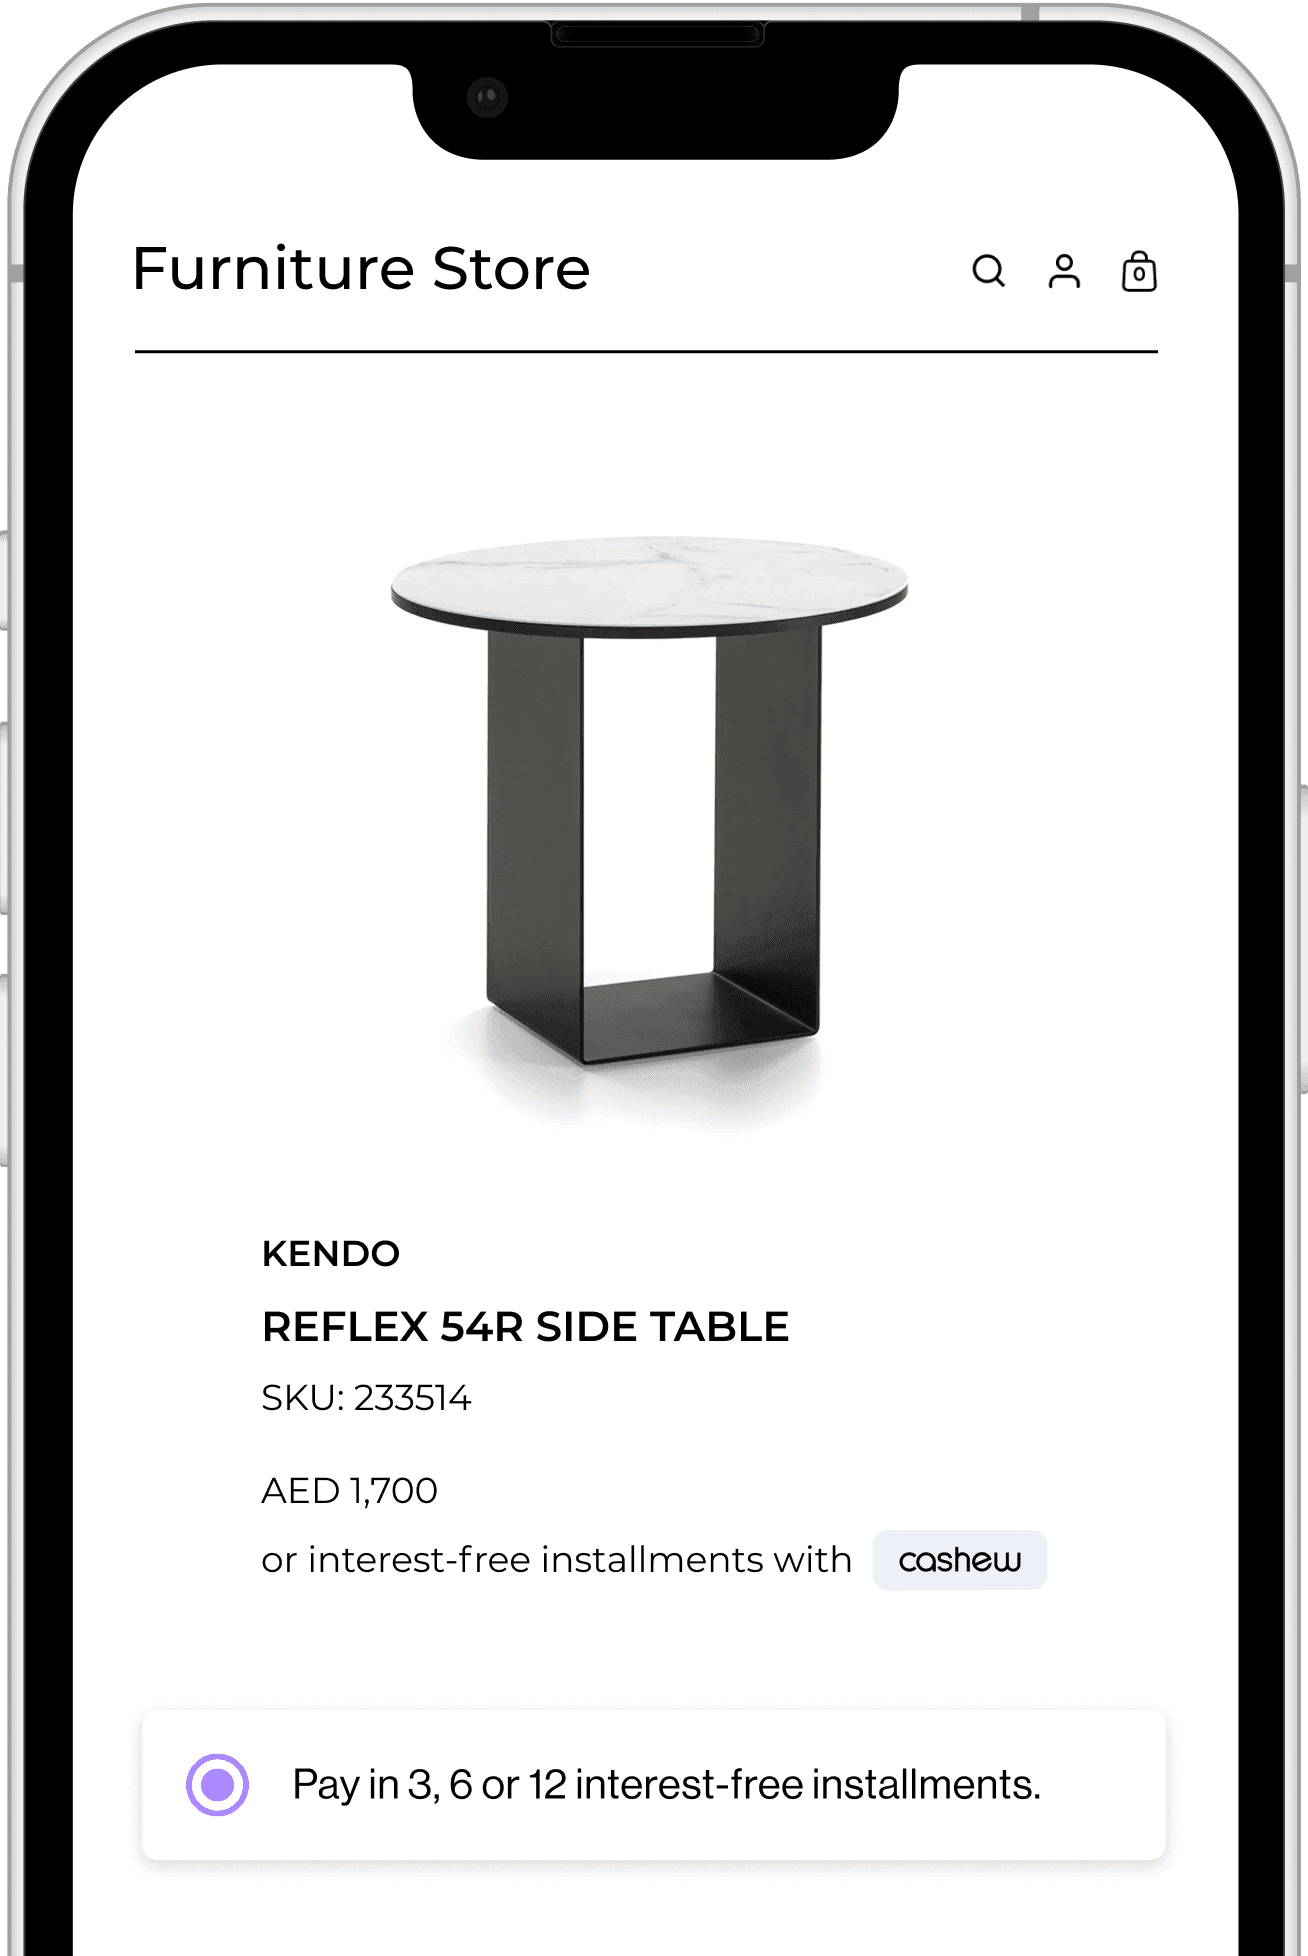 Furniture Store
0
KENDO
REFLEX 54R SIDE TABLE
SKU: 233514
AED 1,700
or interest-free installments with cashew
Pay in 3, 6 or 12 interest-free installments.